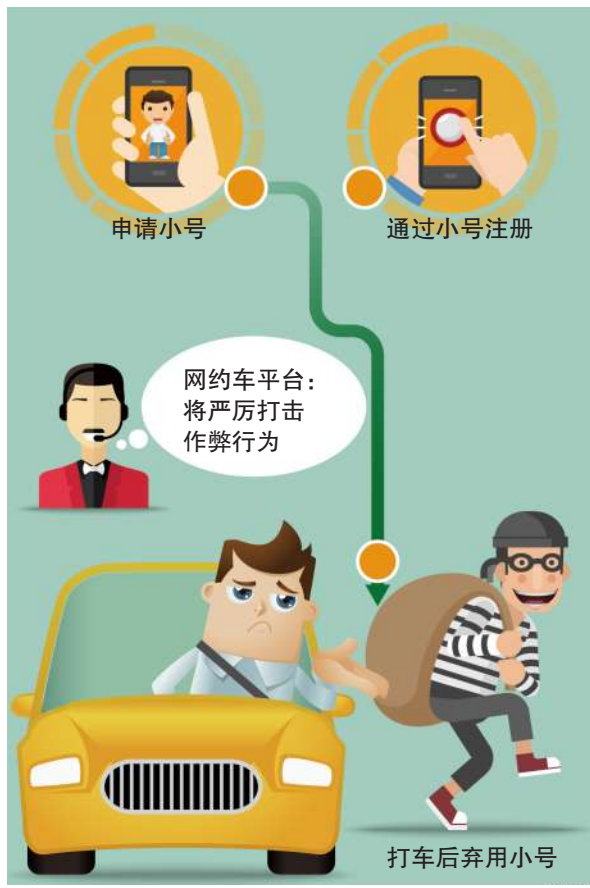 申请小号
通过小号注册
网约车平台：
将严厉打击
作弊行为
打车后弃用小号